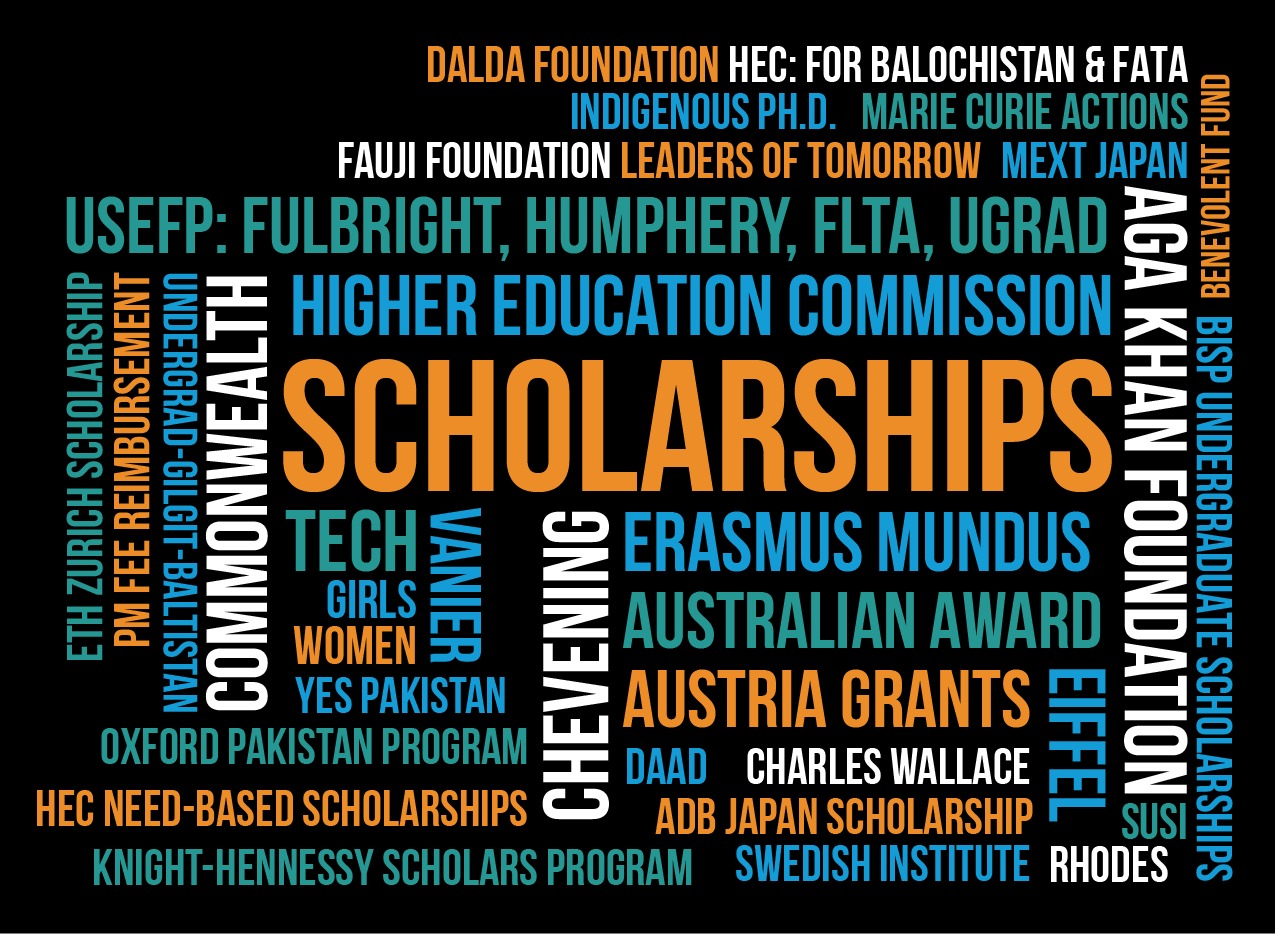 DALDA FOUNDATION HEC: FOR BALOCHISTAN & FATA
INDIGENOUS PH.D. MARIE CURIE ACTIONS
FAUJI FOUNDATION LEADERS OF TOMORROW MEXT JAPAN
BENEVOLENT FUND
USEFP: FULBRIGHT, HUMPHERY, FLTA, UGRAD
AGA KHAN FOUNDATION
BISP UNDERGRADUATE SCHOLARSHIPS
ETH ZURICH SCHOLARSHIP
PM FEE REIMBURSEMENT
UNDERGRAD-GILGIT-BALTISTAN
COMMONWEALTH
HIGHER EDUCATION COMMISSION
SCHOLARSHIPS
TECH
GIRLS
WOMEN
VANIER
YES PAKISTAN
CHEVENING
ERASMUS MUNDUS
AUSTRALIAN AWARD
AUSTRIA GRANTS
EIFFEL
OXFORD PAKISTAN PROGRAM
DAAD CHARLES WALLACE
HEC NEED-BASED SCHOLARSHIPS
ADB JAPAN SCHOLARSHIP
SUSI
KNIGHT-HENNESSY SCHOLARS PROGRAM
SWEDISH INSTITUTE RHODES